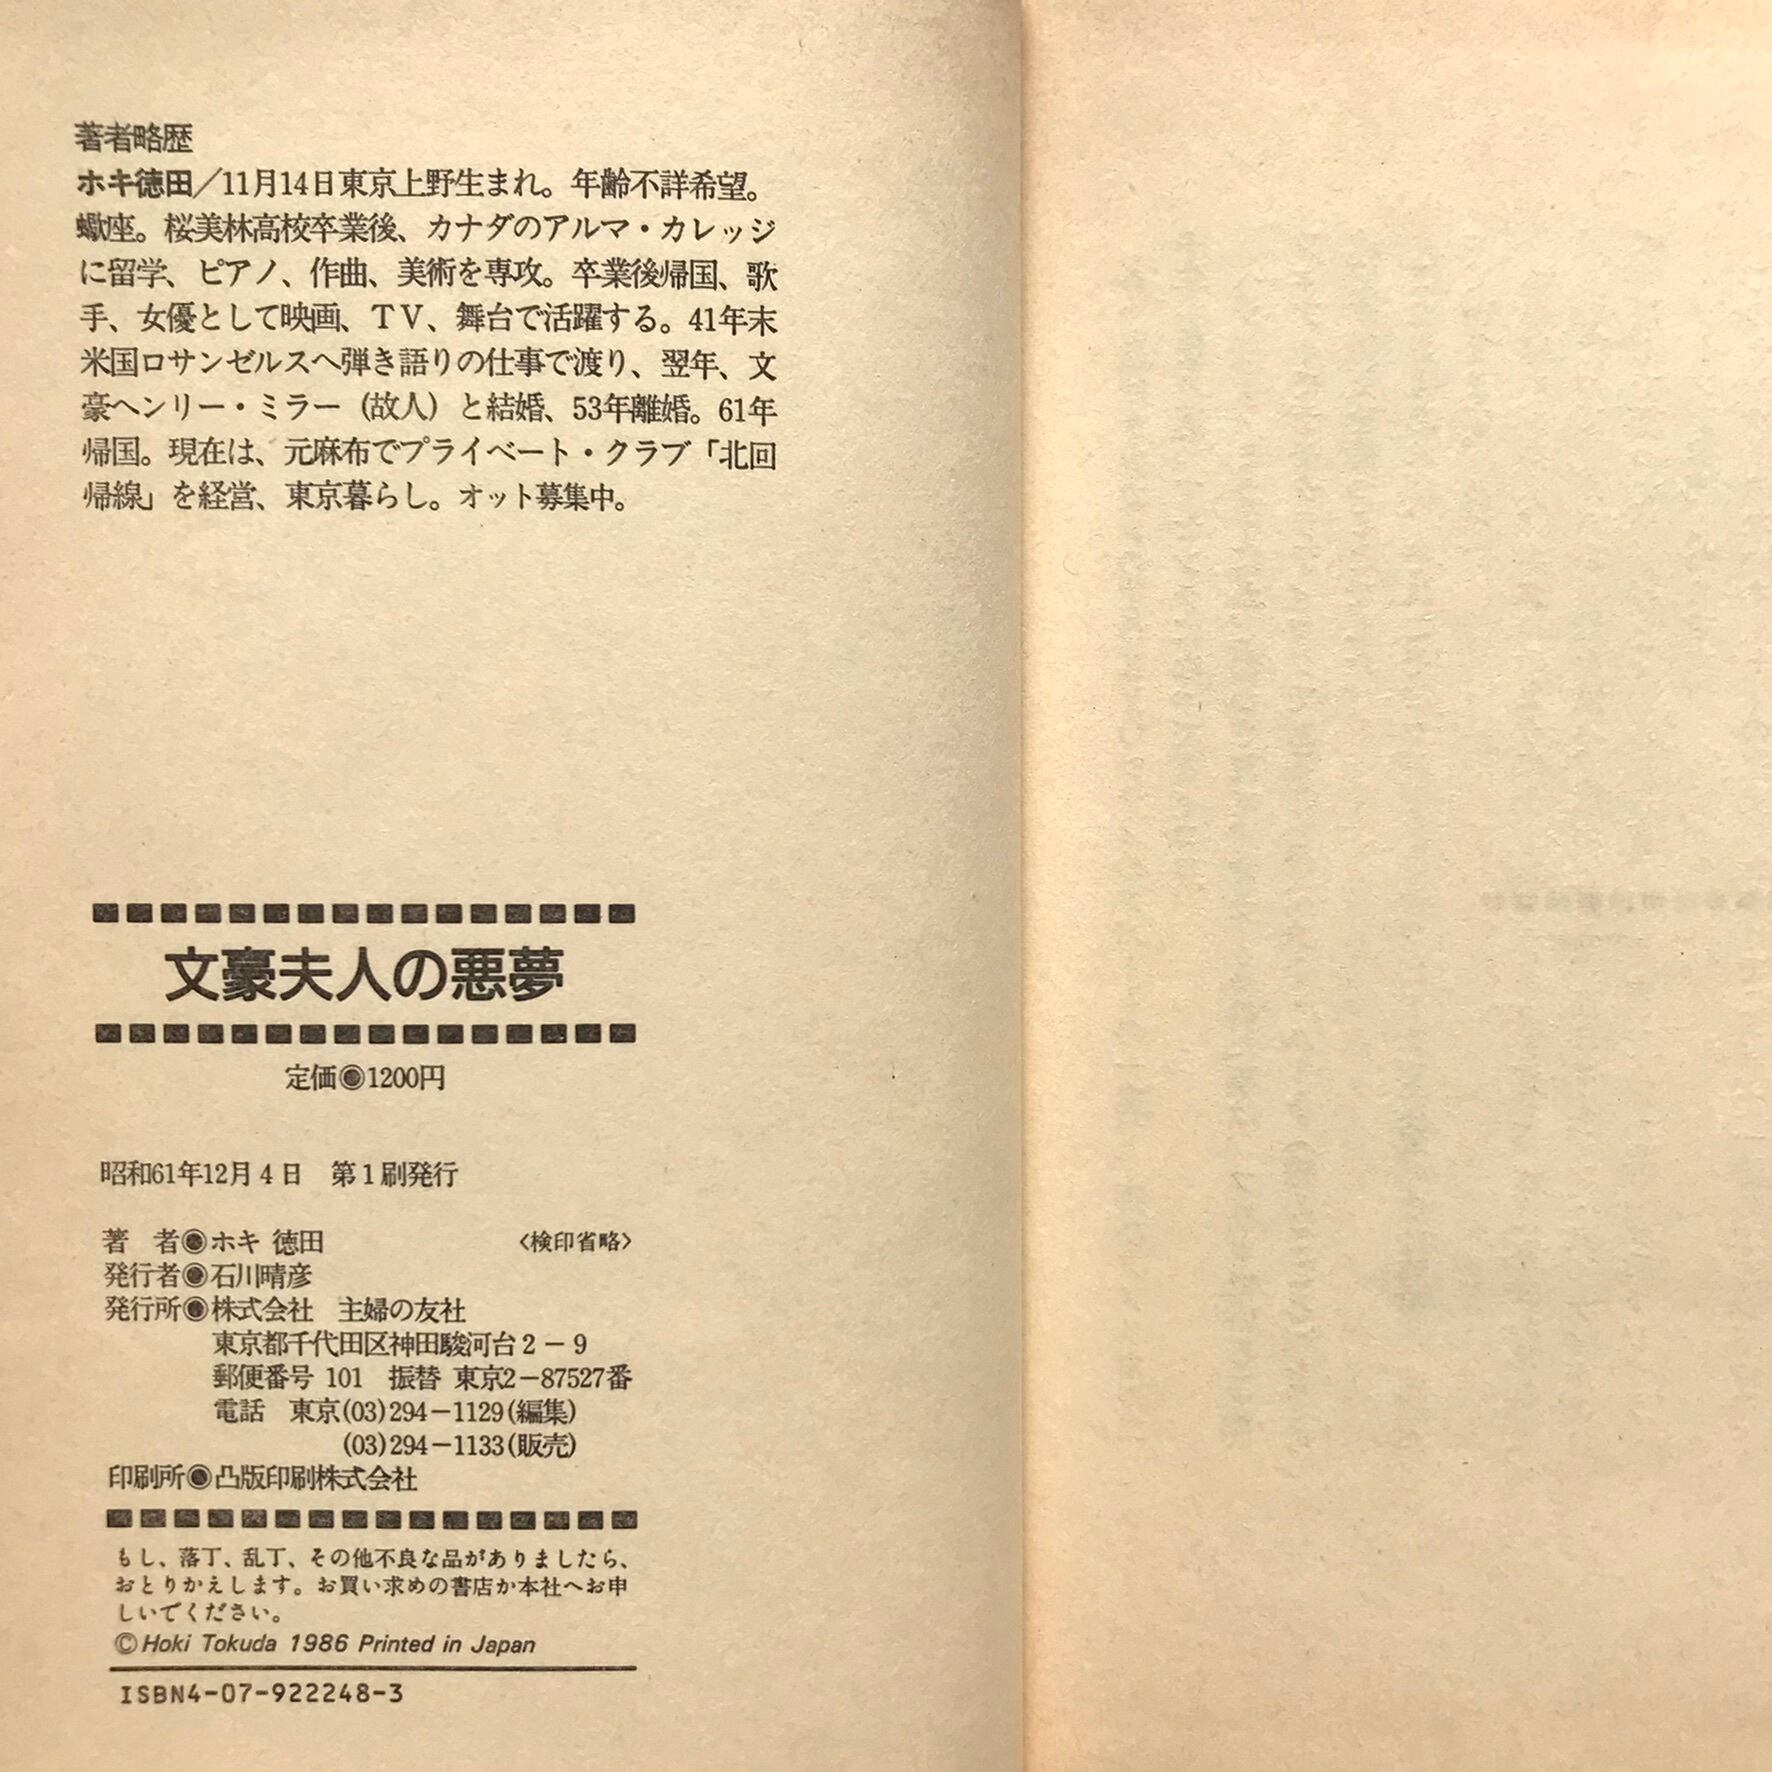 著者略歴
ホキ徳田／11月14日東京上野生まれ。年齢不詳希望。
蠍座。桜美林高校卒業後、カナダのアルマ・カレッジ
に留学、ピアノ、作曲、美術を専攻。卒業後帰国、歌
手、女優として映画、ＴＶ、舞台で活躍する。41年末
米国ロサンゼルスへ弾き語りの仕事で渡り、翌年、文
豪ヘンリー・ミラー（故人）と結婚、53年離婚。61年
帰国。現在は、元麻布でプライベート・クラブ「北回
帰線」を経営、東京暮らし。オット募集中。
文豪夫人の悪夢
定価◉1200円
昭和61年12月4日　第1刷発行
著　者◉ホキ 徳田　〈検印省略〉
発行者◉石川晴彦
発行所◉株式会社　主婦の友社
東京都千代田区神田駿河台2－9
郵便番号 101　振替 東京2－87527番
電話　東京(03)294－1129(編集)
(03)294－1133(販売)
印刷所◉凸版印刷株式会社
もし、落丁、乱丁、その他不良な品がありましたら、
おとりかえします。お買い求めの書店か本社へお申
しいでください。
©Hoki Tokuda 1986 Printed in Japan
ISBN4-07-922248-3